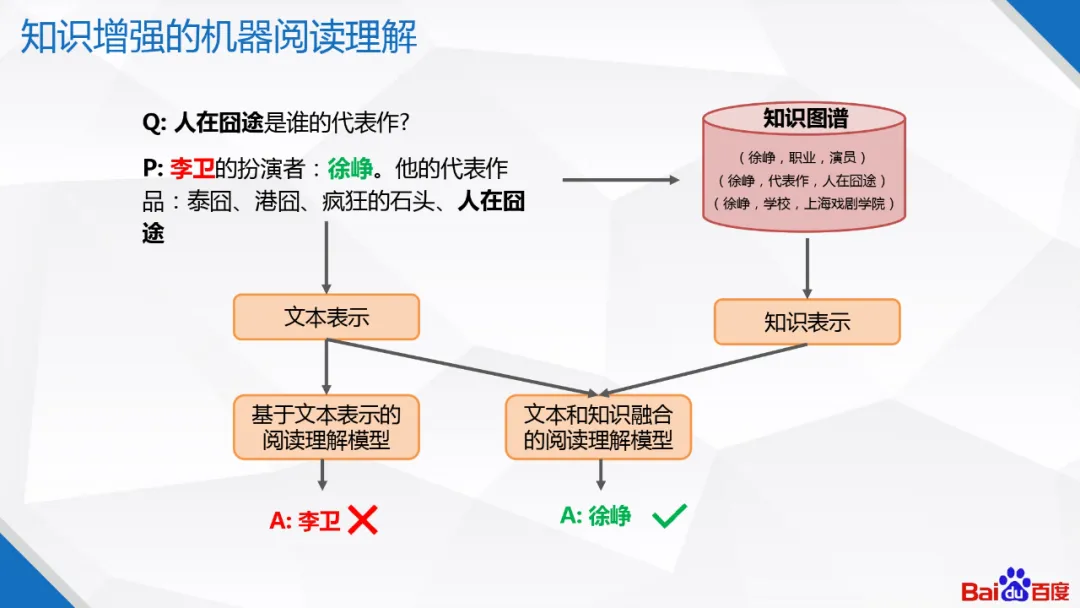 知识增强的机器阅读理解
Q: 人在囧途是谁的代表作?
P: 李卫的扮演者：徐峥。他的代表作
品：泰囧、港囧、疯狂的石头、人在囧
途
知识图谱
（徐峥，职业，演员）
（徐峥，代表作，人在囧途）
（徐峥，学校，上海戏剧学院）
文本表示
知识表示
基于文本表示的
阅读理解模型
文本和知识融合
的阅读理解模型
A: 李卫
A: 徐峥
Bai du 百度